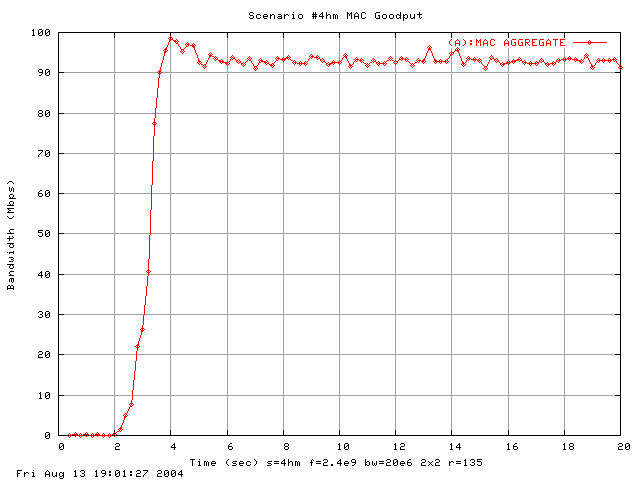 Scenario #4hm MAC Goodput
(A):MAC AGGREGATE
100
90
80
70
60
50
40
30
20
10
0
Bandwidth (Mbps)
0 2 4 6 8 10 12 14 16 18 20
Time (sec) s=4hm f=2.4e9 bw=20e6 2x2 r=135
Fri Aug 13 19:01:27 2004